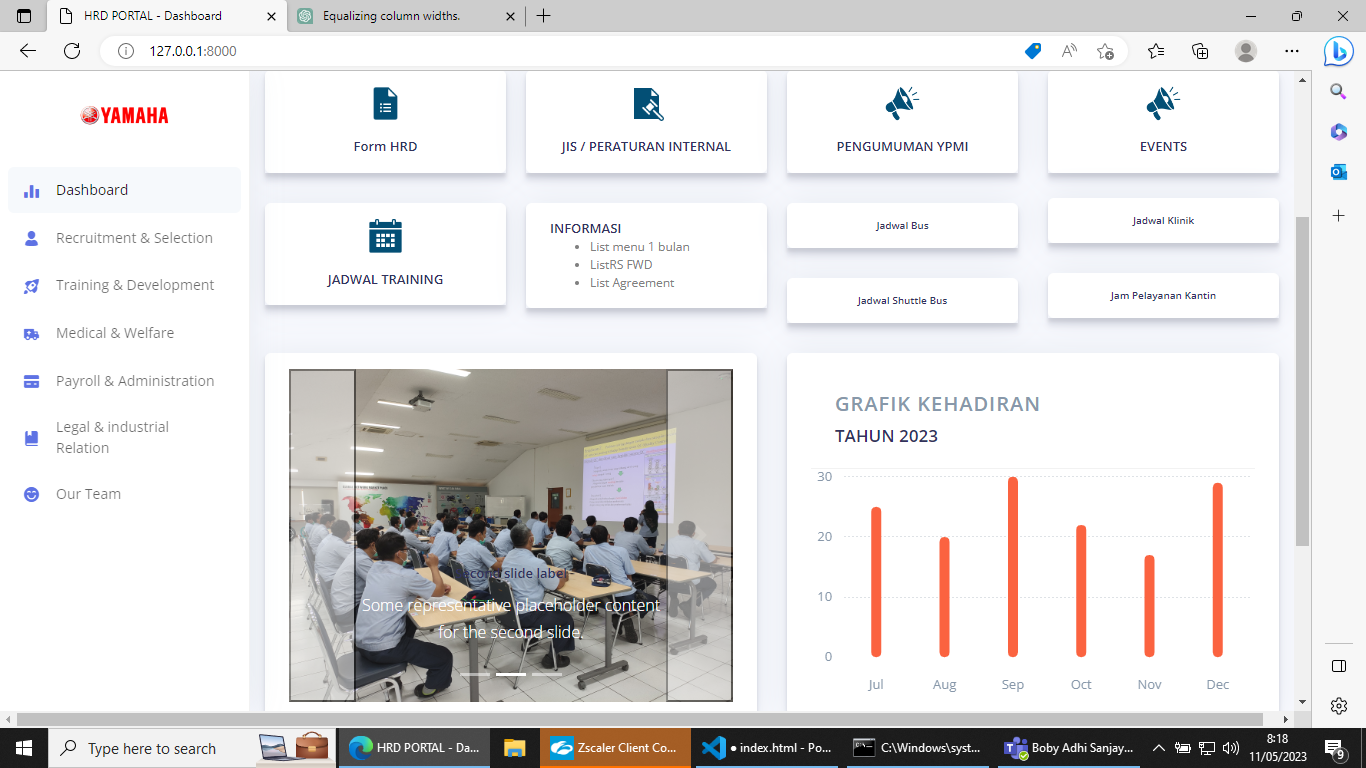 HRD PORTAL - Dashboard
Equalizing column widths.
127.0.0.1:8000
YAMAHA
Dashboard
Recruitment & Selection
Training & Development
Medical & Welfare
Payroll & Administration
Legal & industrial
Relation
Our Team
Form HRD
JIS / PERATURAN INTERNAL
PENGUMUMAN YPMI
EVENTS
JADWAL TRAINING
INFORMASI
List menu 1 bulan
ListRS FWD
List Agreement
Jadwal Bus
Jadwal Klinik
Jadwal Shuttle Bus
Jam Pelayanan Kantin
Second slide label
Some representative placeholder content
for the second slide.
GRAFIK KEHADIRAN
TAHUN 2023
30
20
10
0
Jul Aug Sep Oct Nov Dec
Type here to search
HRD PORTAL - Da...
Zscaler Client Co...
● index.html - Po...
C:\Windows\syst...
Boby Adhi Sanjay...
8:18
11/05/2023
9